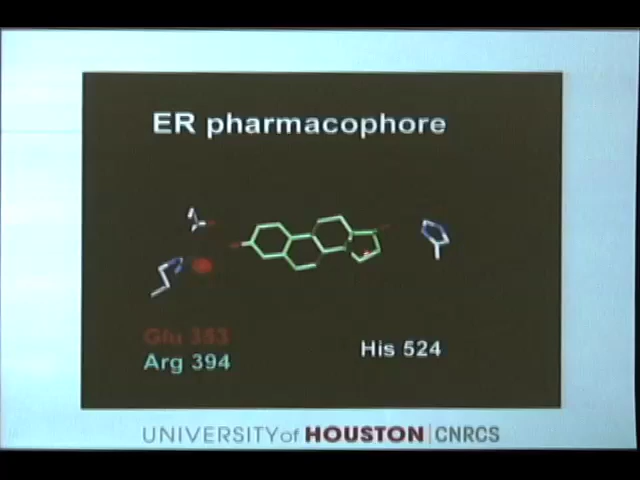 ER pharmacophore
Glu 353
Arg 394
His 524
UNIVERSITY of HOUSTON | CNRCS